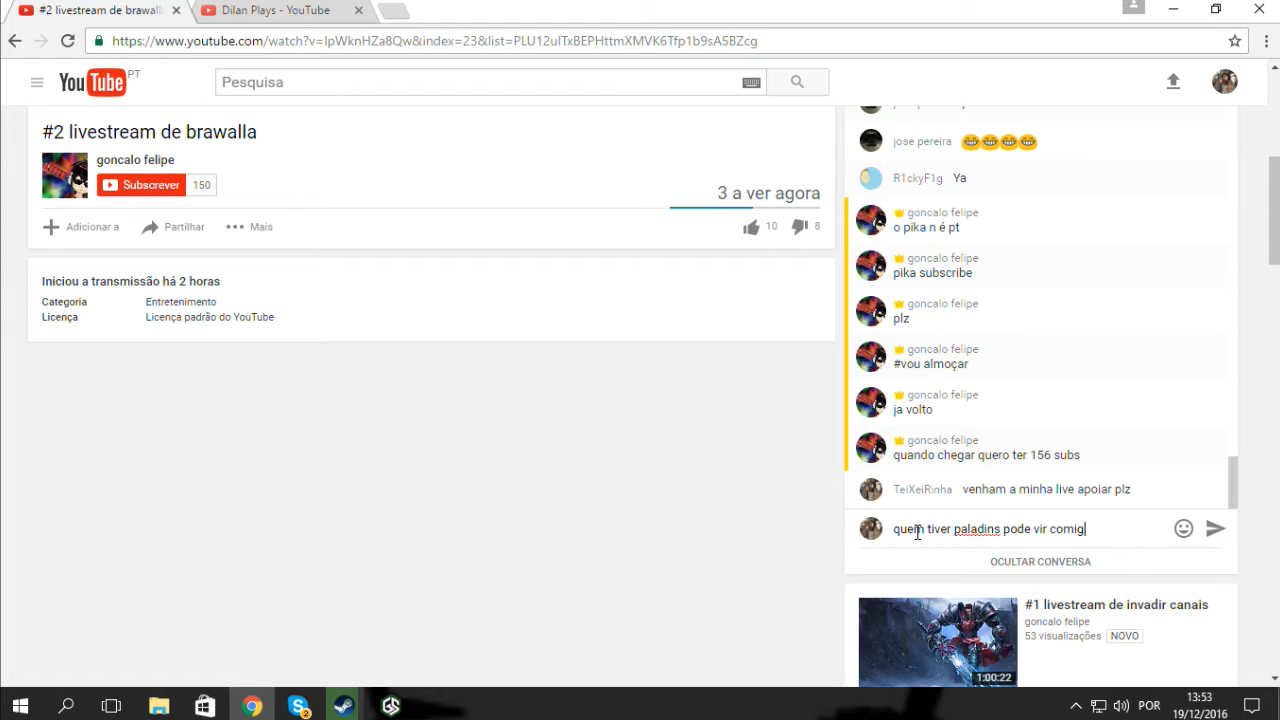 #2 livestream de brawall
Dilan Plays - YouTube
https://www.youtube.com/watch?v=IpWknHZa8Qw&index=23&list=PLU12uITxBEPHttmXMVK6Tfp1b9sA5BZcg
YouTube PT
Pesquisa
#2 livestream de brawalla
goncalo felipe
Subscrever 150
3 a ver agora
Adicionar a Partilhar Mais
10 8
Iniciou a transmissão há 2 horas
Categoria Entretenimento
Licença Licença padrão do YouTube
jose pereira
R1ckyF1g Ya
goncalo felipe
o pika n é pt
goncalo felipe
pika subscribe
goncalo felipe
plz
goncalo felipe
#vou almoçar
goncalo felipe
ja volto
goncalo felipe
quando chegar quero ter 156 subs
TeiXeiRinha venham a minha live apoiar plz
quem tiver paladins pode vir comig
OCULTAR CONVERSA
#1 livestream de invadir canais
goncalo felipe
53 visualizações NOVO
1:00:22
2
POR
13:53
19/12/2016